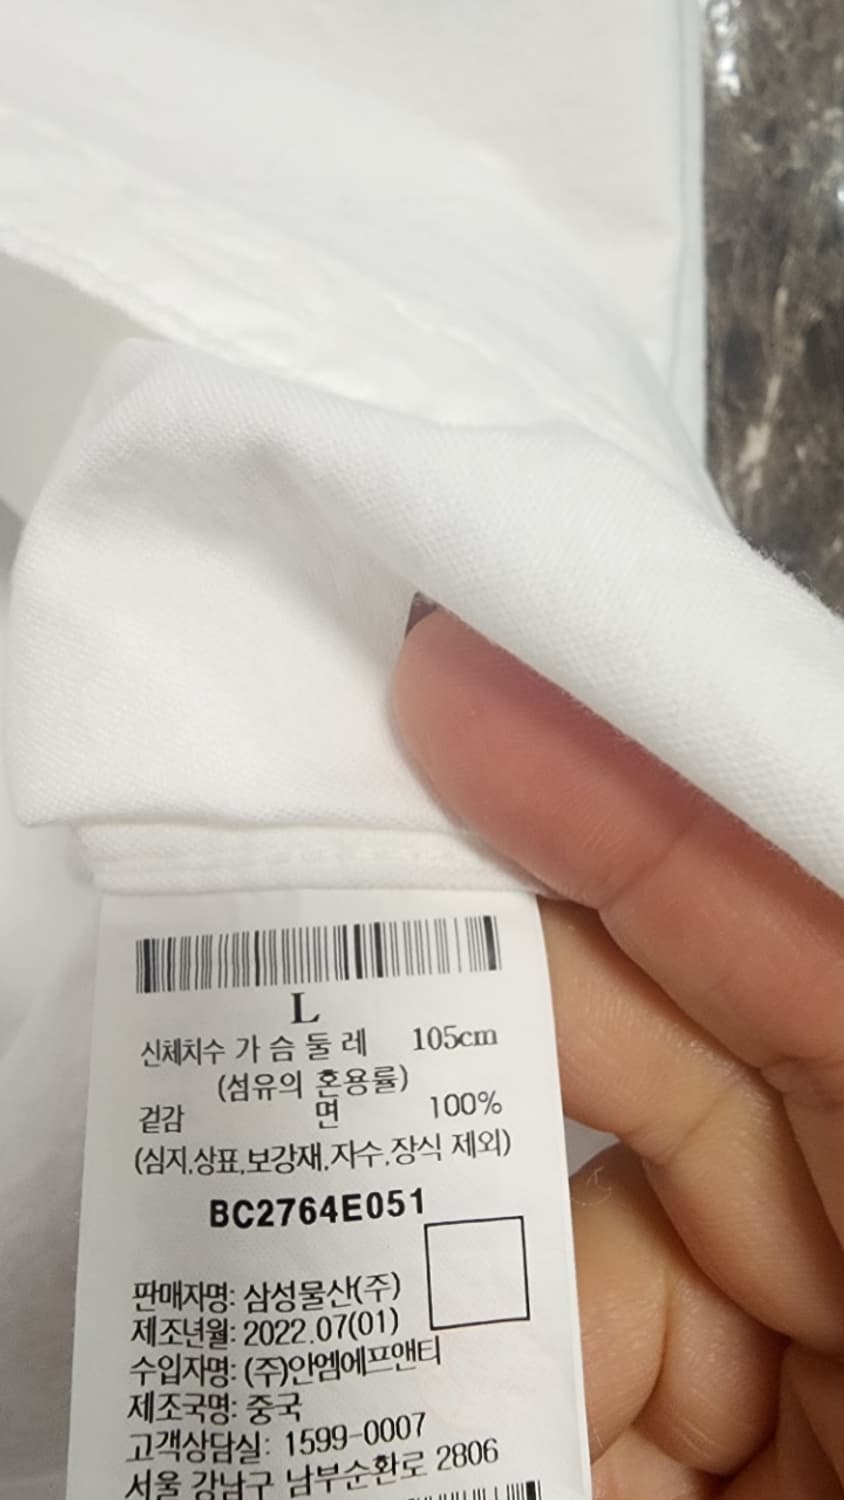 L
신체치수 가 슴 둘 레 105cm
(섬유의 혼용률)
겉감 면 100%
(심지,상표,보강재,자수,장식 제외)
BC2764E051
판매자명: 삼성물산(주)
제조년월: 2022.07(01)
수입자명: (주)안엠에프앤티
제조국명: 중국
고객상담실: 1599-0007
서울 강남구 남부순환로 2806